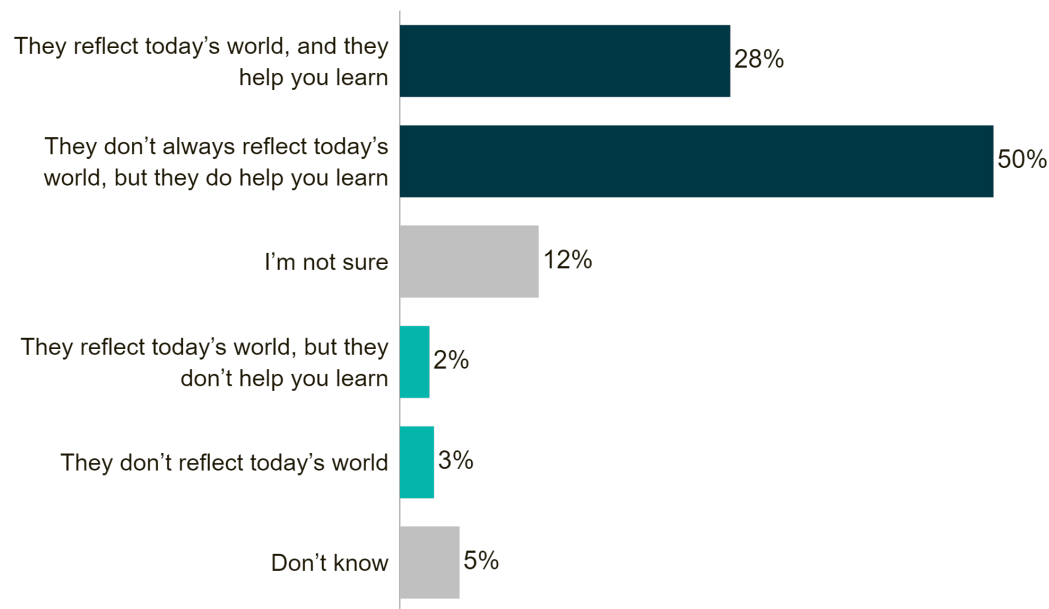 They reflect today’s world, and they
help you learn
28%
They don’t always reflect today’s
world, but they do help you learn
50%
I’m not sure
12%
They reflect today’s world, but they
don’t help you learn
2%
They don’t reflect today’s world
3%
Don’t know
5%